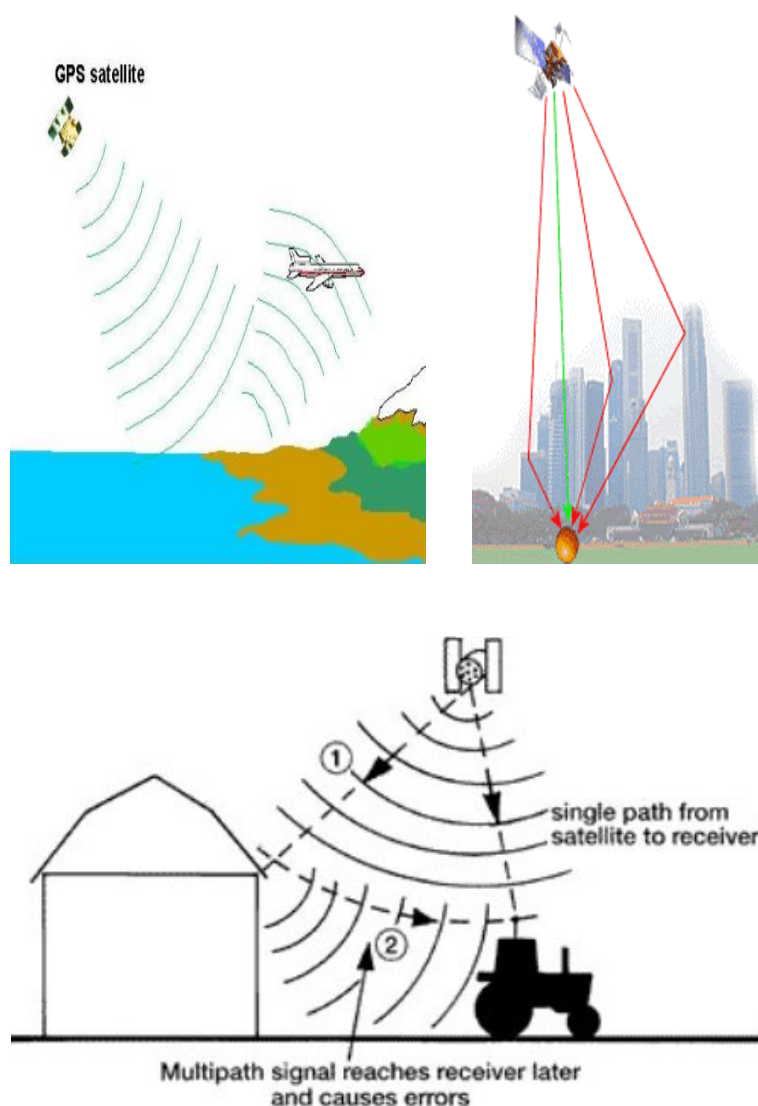 GPS satellite
1
single path from
satellite to receiver
2
Multipath signal reaches receiver later
and causes errors